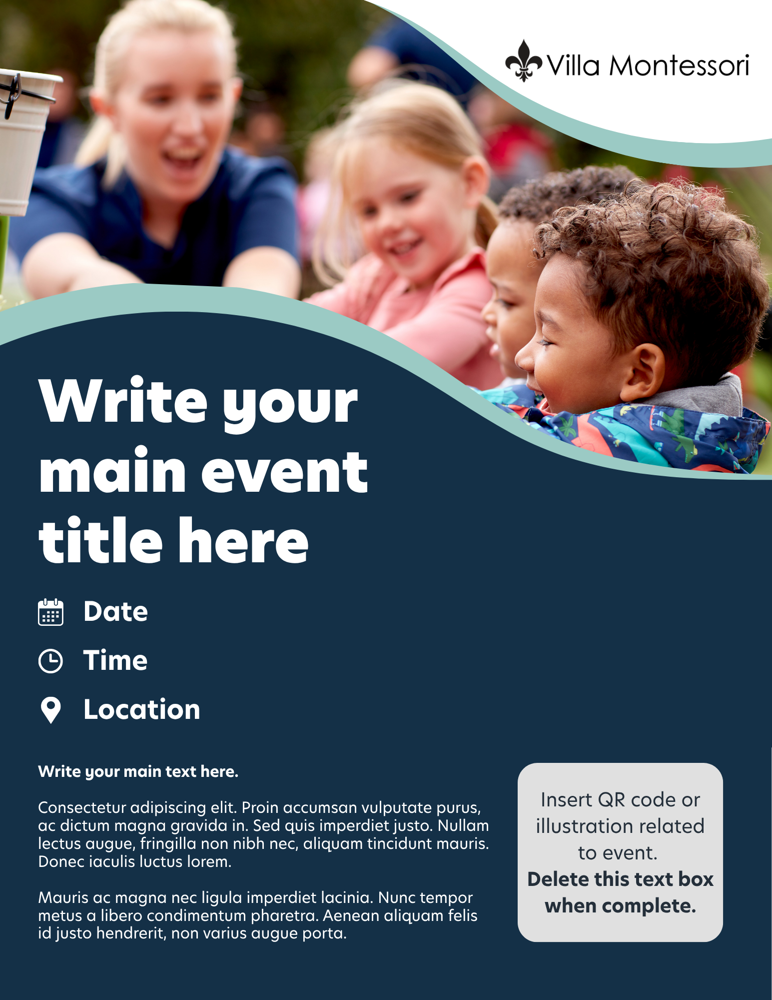 Villa Montessori
Write your
main event
title here
Date
Time
Location
Write your main text here.
Consectetur adipiscing elit. Proin accumsan vulputate purus,
ac dictum magna gravida in. Sed quis imperdiet justo. Nullam
lectus augue, fringilla non nibh nec, aliquam tincidunt mauris.
Donec iaculis luctus lorem.
Mauris ac magna nec ligula imperdiet lacinia. Nunc tempor
metus a libero condimentum pharetra. Aenean aliquam felis
id justo hendrerit, non varius augue porta.
Insert QR code or
illustration related
to event.
Delete this text box
when complete.